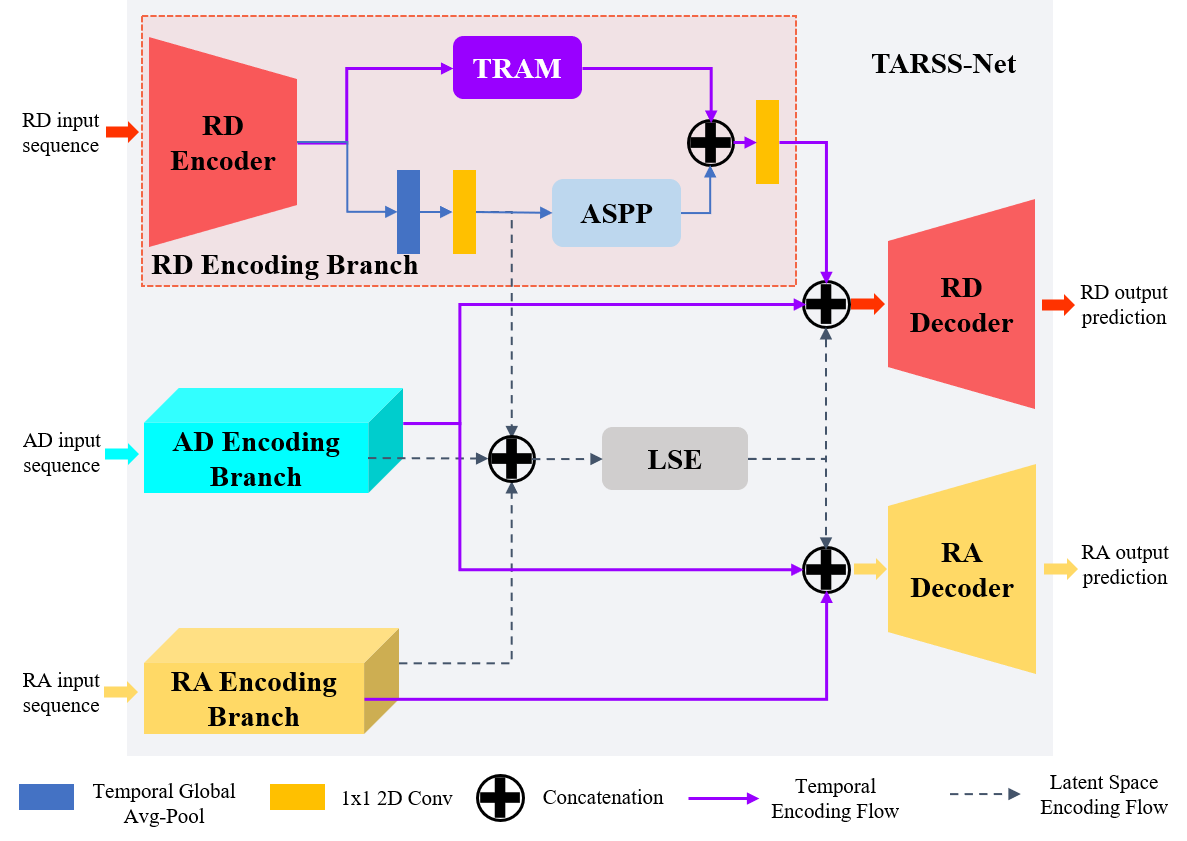 TARSS-Net
TRAM
RD input
sequence
RD
Encoder
ASPP
RD Encoding Branch
RD
Decoder
RD output
prediction
AD input
sequence
AD Encoding
Branch
LSE
RA
Decoder
RA output
prediction
RA input
sequence
RA Encoding
Branch
Temporal Global
Avg-Pool
1x1 2D Conv
Concatenation
Temporal
Encoding Flow
Latent Space
Encoding Flow